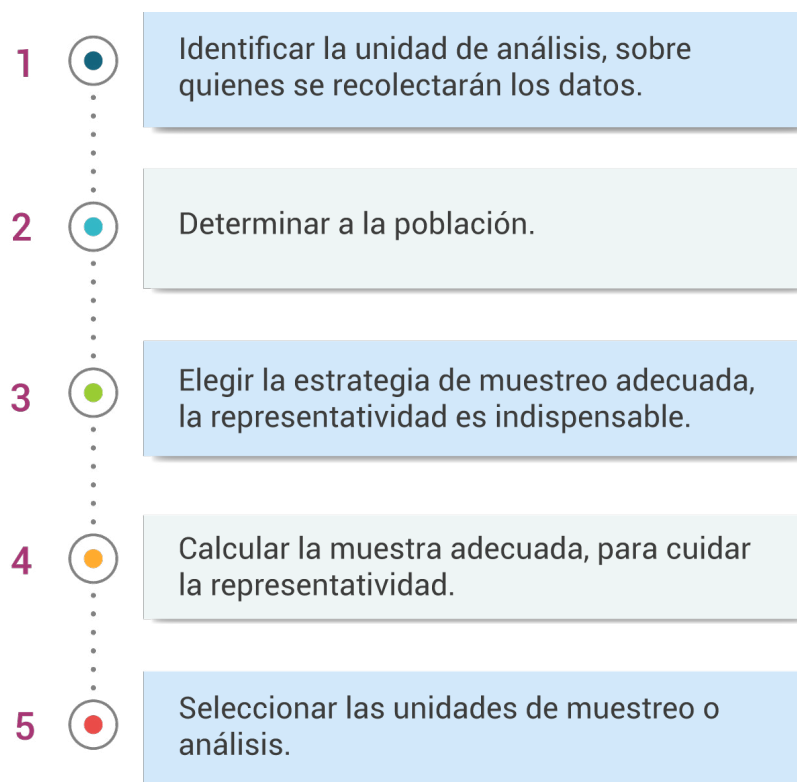 1
Identificar la unidad de análisis, sobre
quienes se recolectarán los datos.
2
Determinar a la población.
3
Elegir la estrategia de muestreo adecuada,
la representatividad es indispensable.
4
Calcular la muestra adecuada, para cuidar
la representatividad.
5
Seleccionar las unidades de muestreo o
análisis.